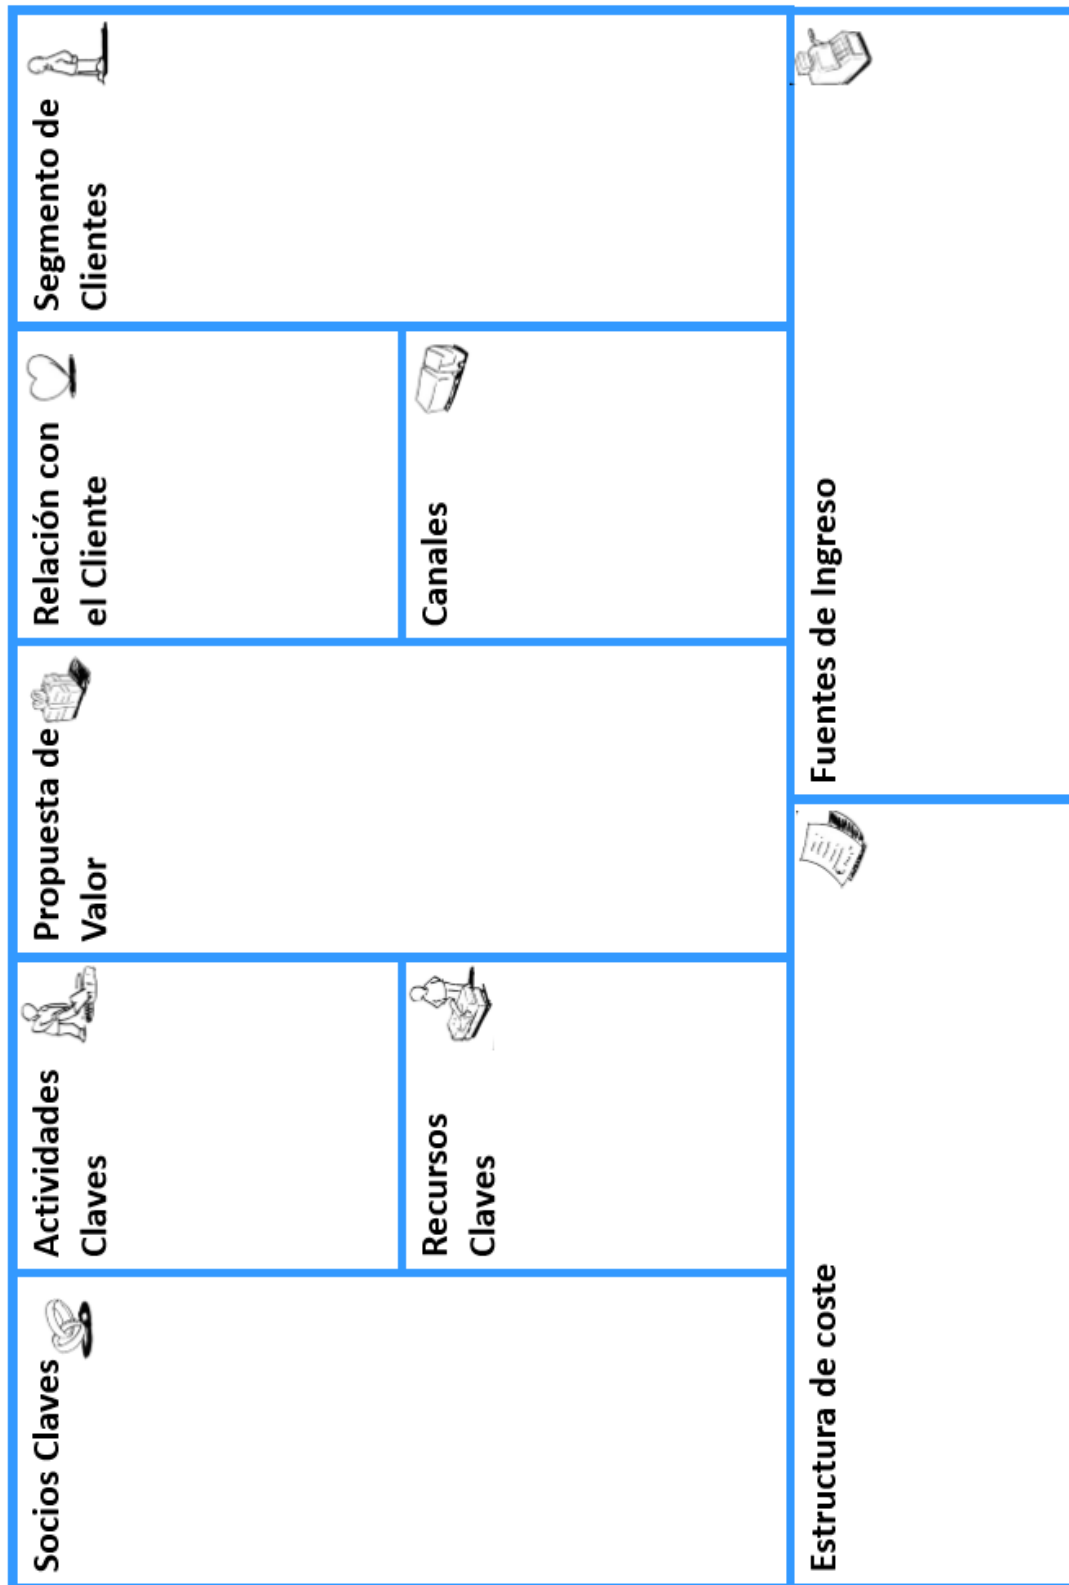 Socios Claves
Actividades
Claves
Recursos
Claves
Propuesta de
Valor
Relación con
el Cliente
Canales
Segmento de
Clientes
Estructura de coste
Fuentes de Ingreso